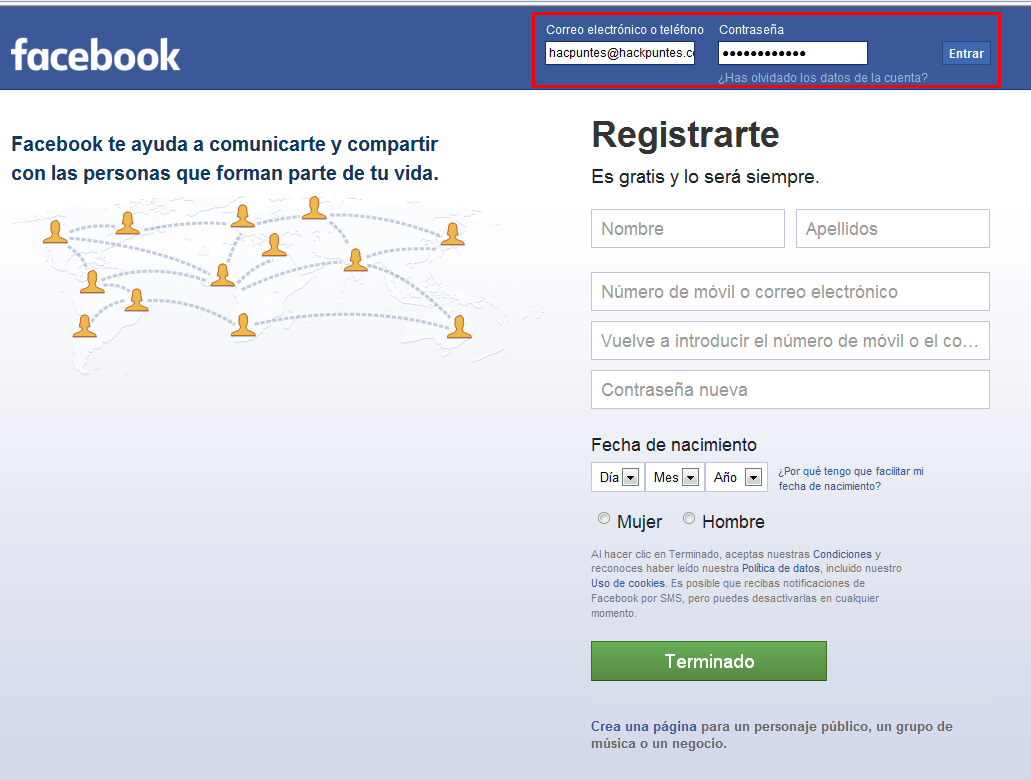 facebook
Correo electrónico o teléfono
Contraseña
hacpuntes@hackpuntes.c
••••••••••••
Entrar
¿Has olvidado los datos de la cuenta?
Facebook te ayuda a comunicarte y compartir
con las personas que forman parte de tu vida.
Registrarte
Es gratis y lo será siempre.
Nombre
Apellidos
Número de móvil o correo electrónico
Vuelve a introducir el número de móvil o el co...
Contraseña nueva
Fecha de nacimiento
Día
Mes
Año
¿Por qué tengo que facilitar mi
fecha de nacimiento?
Mujer
Hombre
Al hacer clic en Terminado, aceptas nuestras Condiciones y
reconoces haber leído nuestra Política de datos, incluido nuestro
Uso de cookies. Es posible que recibas notificaciones de
Facebook por SMS, pero puedes desactivarlas en cualquier
momento.
Terminado
Crea una página para un personaje público, un grupo de
música o un negocio.